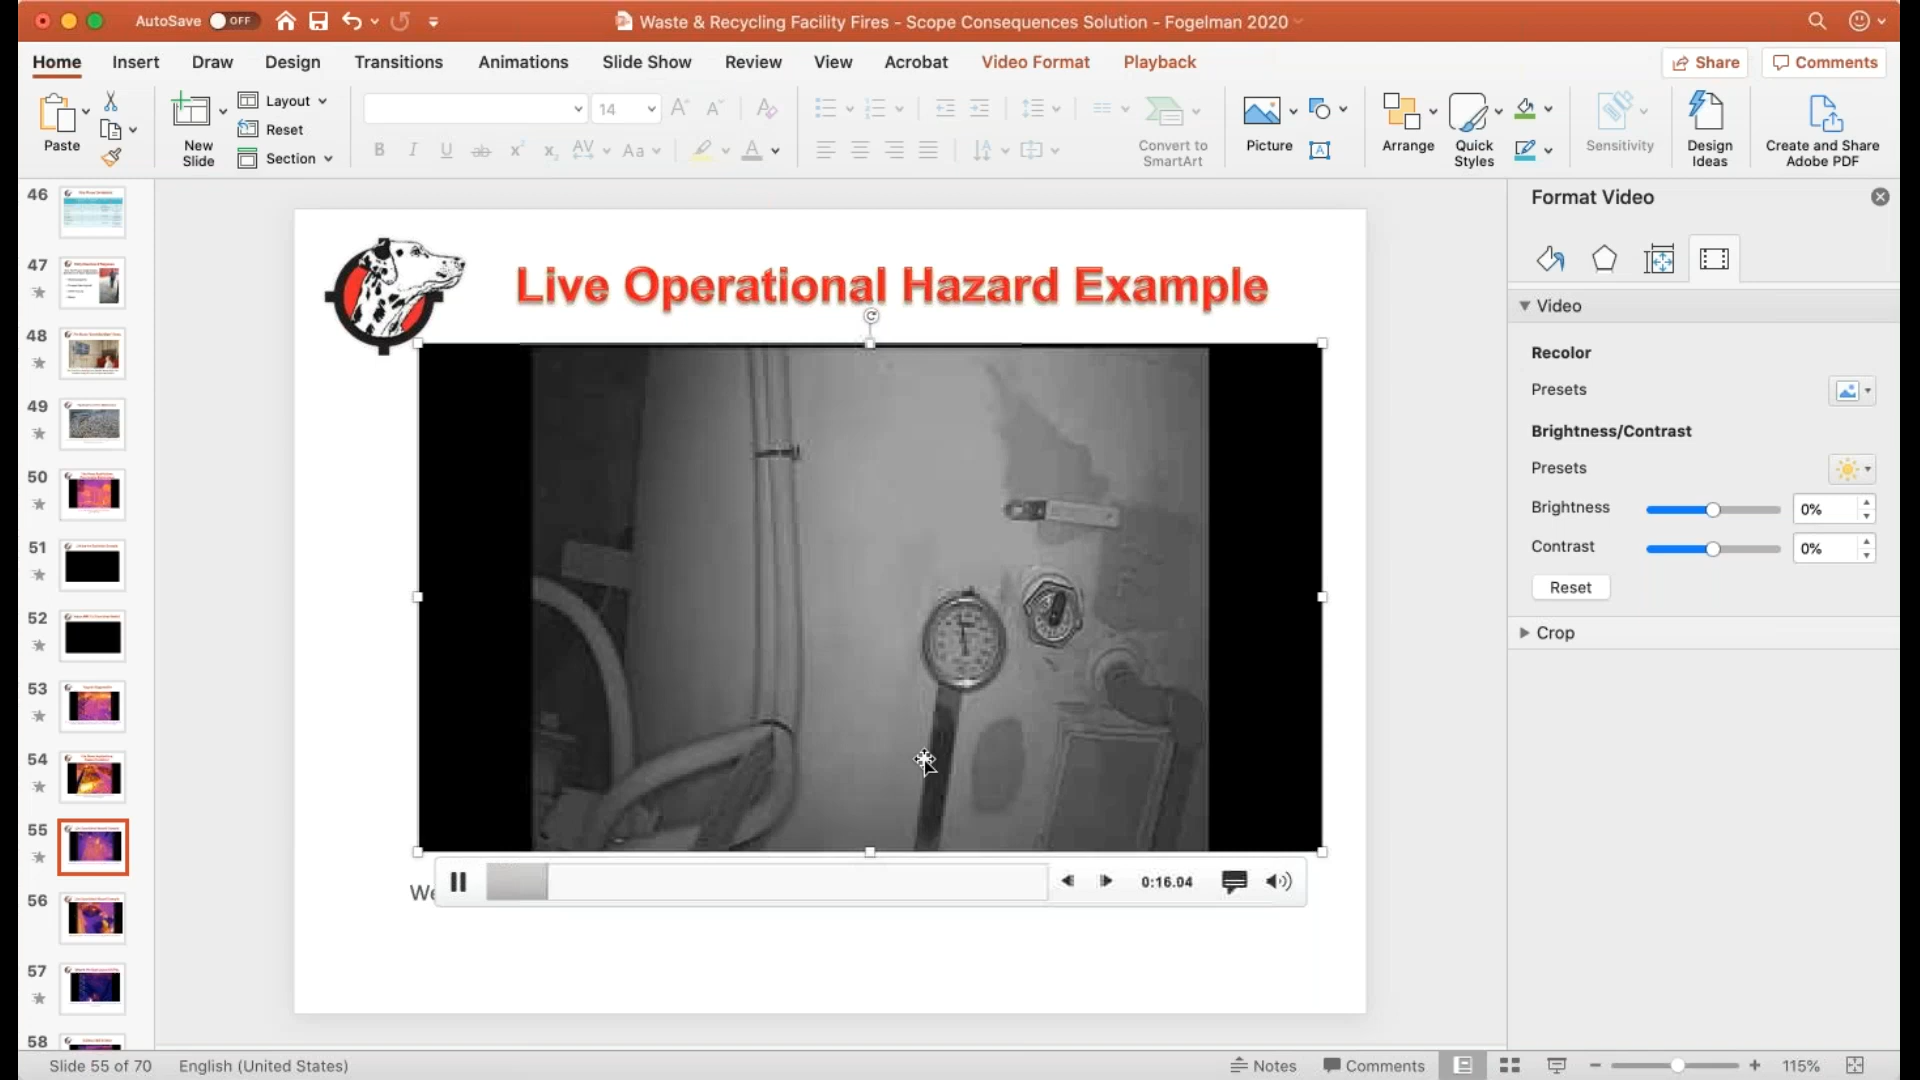 AutoSave OFF
Waste & Recycling Facility Fires - Scope Consequences Solution - Fogelman 2020
Home Insert Draw Design Transitions Animations Slide Show Review View Acrobat Video Format Playback Share Comments
Paste
New Slide
Layout
Reset
Section
14
Convert to SmartArt
Picture
Arrange
Quick Styles
Sensitivity
Design Ideas
Create and Share Adobe PDF
46
47
48
49
50
51
52
53
54
55
56
57
58
Live Operational Hazard Example
We
0:16.04
Format Video
Video
Recolor
Presets
Brightness/Contrast
Presets
Brightness 0%
Contrast 0%
Reset
Crop
Slide 55 of 70 English (United States) Notes Comments 115%